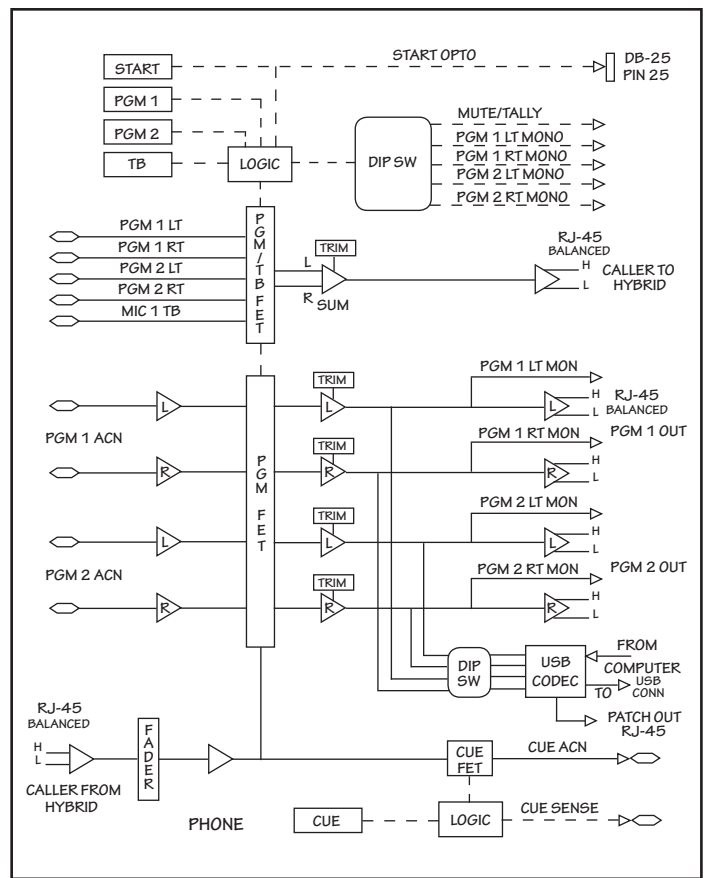 START
START OPTO
DB-25
PIN 25
PGM 1
PGM 2
TB
LOGIC
DIP SW
MUTE/TALLY
PGM 1 LT MONO
PGM 1 RT MONO
PGM 2 LT MONO
PGM 2 RT MONO
PGM 1 LT
PGM 1 RT
PGM 2 LT
PGM 2 RT
MIC 1 TB
PGM/TB FET
L
R
TRIM
SUM
RJ-45
BALANCED
H
L
CALLER TO
HYBRID
PGM 1 ACN
L
R
PGM 2 ACN
L
R
PGM FET
TRIM
L
TRIM
R
TRIM
L
TRIM
R
PGM 1 LT MON
L
H
L
RJ-45
BALANCED
PGM 1 RT MON
PGM 1 OUT
R
H
L
PGM 2 LT MON
L
H
L
PGM 2 RT MON
PGM 2 OUT
R
H
L
DIP
SW
USB
CODEC
FROM
COMPUTER
TO
USB
CONN
PATCH OUT
RJ-45
RJ-45
BALANCED
H
L
CALLER FROM
HYBRID
FADER
CUE
FET
CUE ACN
PHONE
CUE
LOGIC
CUE SENSE